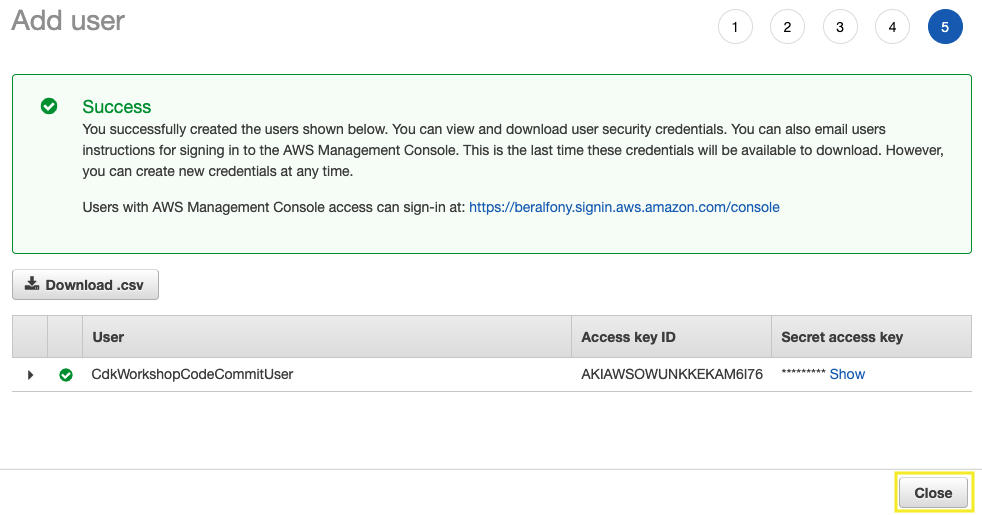 Add user
1 2 3 4 5
Success
You successfully created the users shown below. You can view and download user security credentials. You can also email users
instructions for signing in to the AWS Management Console. This is the last time these credentials will be available to download. However,
you can create new credentials at any time.
Users with AWS Management Console access can sign-in at: https://beralfony.signin.aws.amazon.com/console
Download .csv
User Access key ID Secret access key
CdkWorkshopCodeCommitUser AKIAWSOWUNKKEKAM6I76 ********* Show
Close